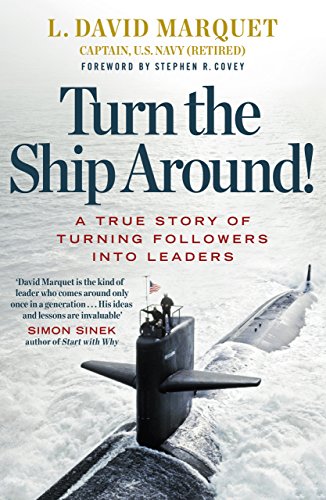 L. DAVID MARQUET
CAPTAIN, U.S. NAVY (RETIRED)
FOREWORD BY STEPHEN R. COVEY
Turn the
Ship Around!
A TRUE STORY OF
TURNING FOLLOWERS
INTO LEADERS
‘David Marquet is the kind
of leader who comes around only
once in a generation . . . His ideas
and lessons are invaluable’
SIMON SINEK
author of Start with Why